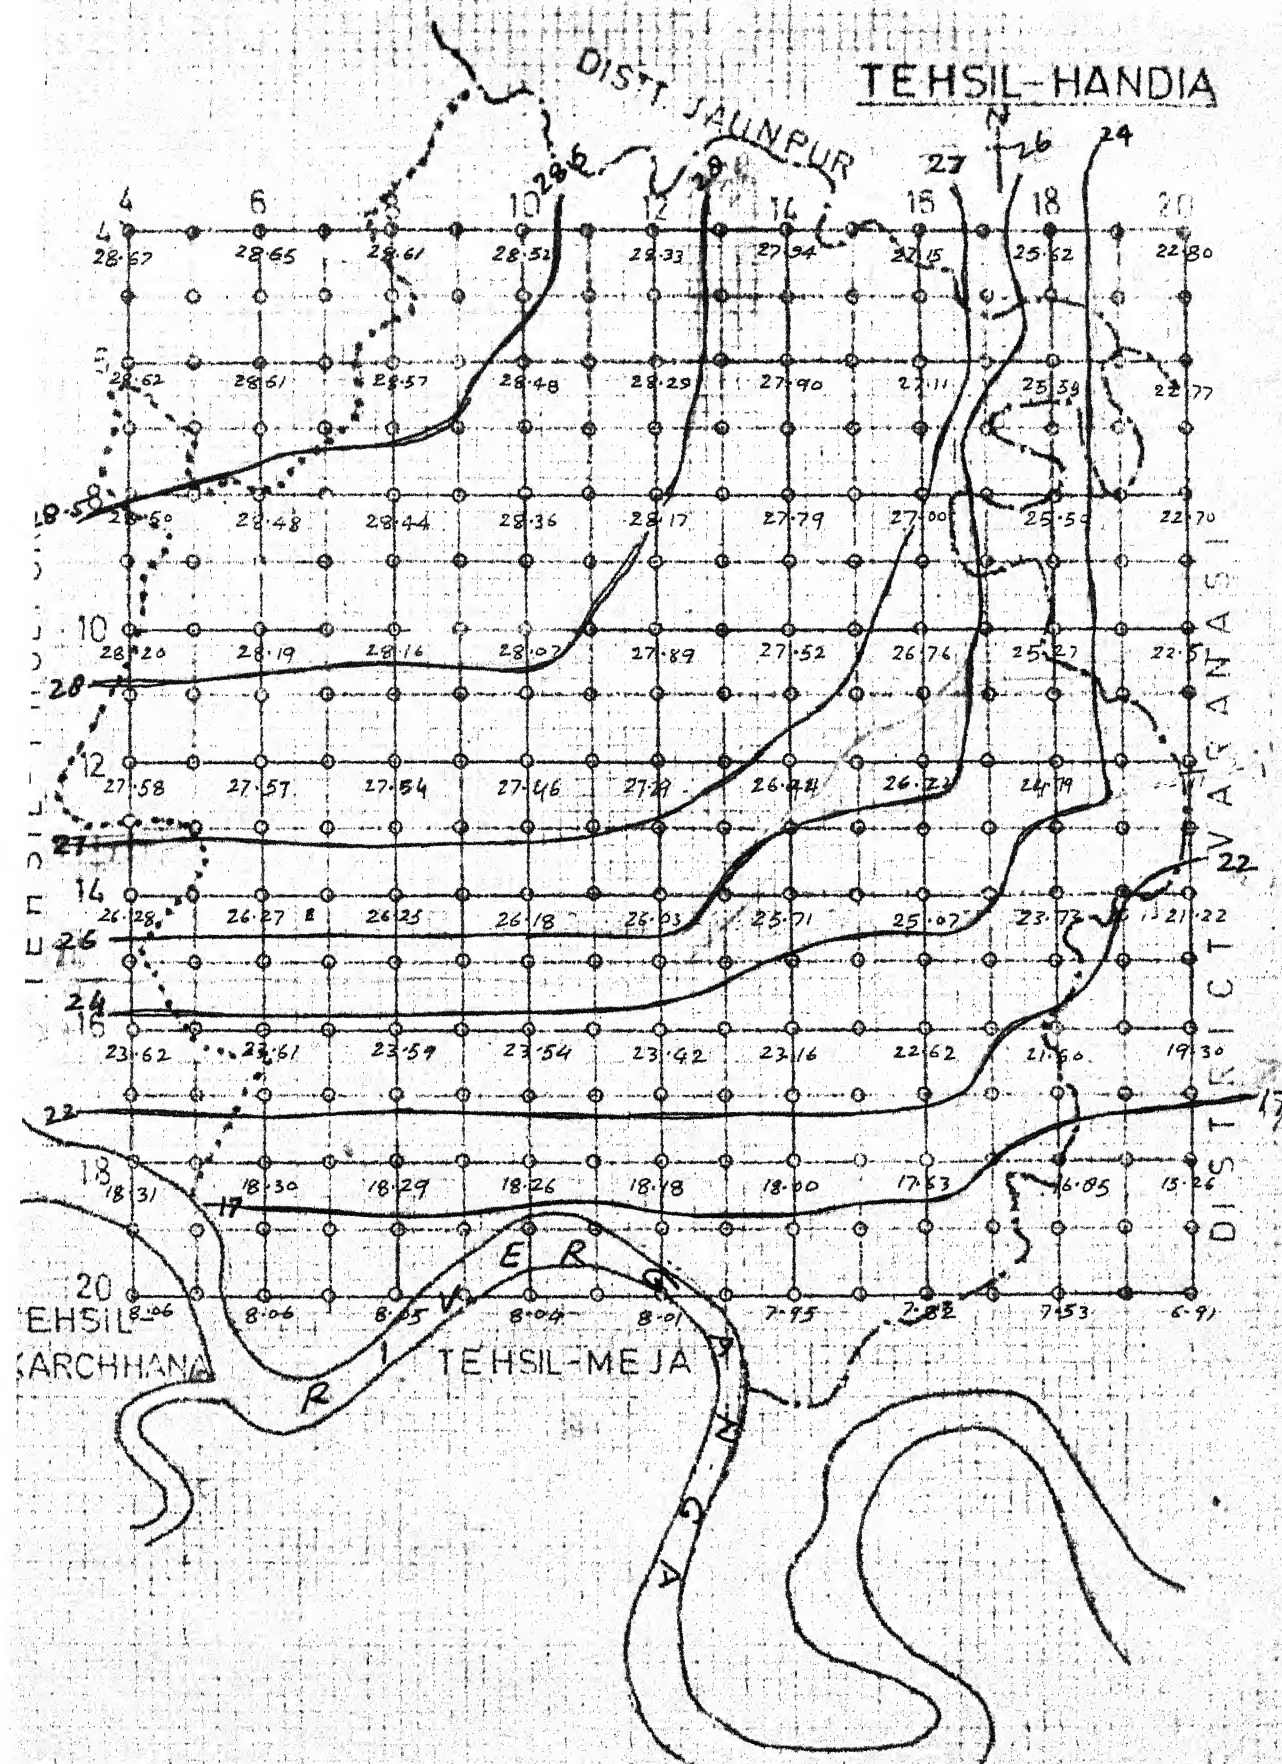 DISTT. JAUNPUR
TEHSIL-HANDIA
N
28.5 28 27 26 24
4 6 8 10 12 14 16 18 20
4
28.67 28.65 28.61 28.52 28.33 27.94 27.15 25.62 22.80
28.62 28.61 28.57 28.48 28.29 27.90 27.11 22.77
8
28.5
28.50 28.48 28.44 28.36 28.17 27.79 27.00 25.50 22.70
10
28.20 28.19 28.16 28.07 27.89 27.52 26.76 25.27 22.51
28
12
27.58 27.57 27.54 27.46 24.79
27
22
14
26.28 26.27 26.25 26.18 26.03 25.71 25.07 23.73 21.22
26
24
16
23.62 23.61 23.59 23.54 23.42 23.16 22.62 21.60 19.30
22
17
18
18.31 18.30 18.29 18.26 18.18 18.00 17.63 16.85 15.26
17
20
8.06 8.06 8.05 8.04 8.01 7.95 7.82 7.53 6.91
DISTRICT VARANASI
TEHSIL-
KARCHHANA
TEHSIL-MEJA
RIVER
GANGA